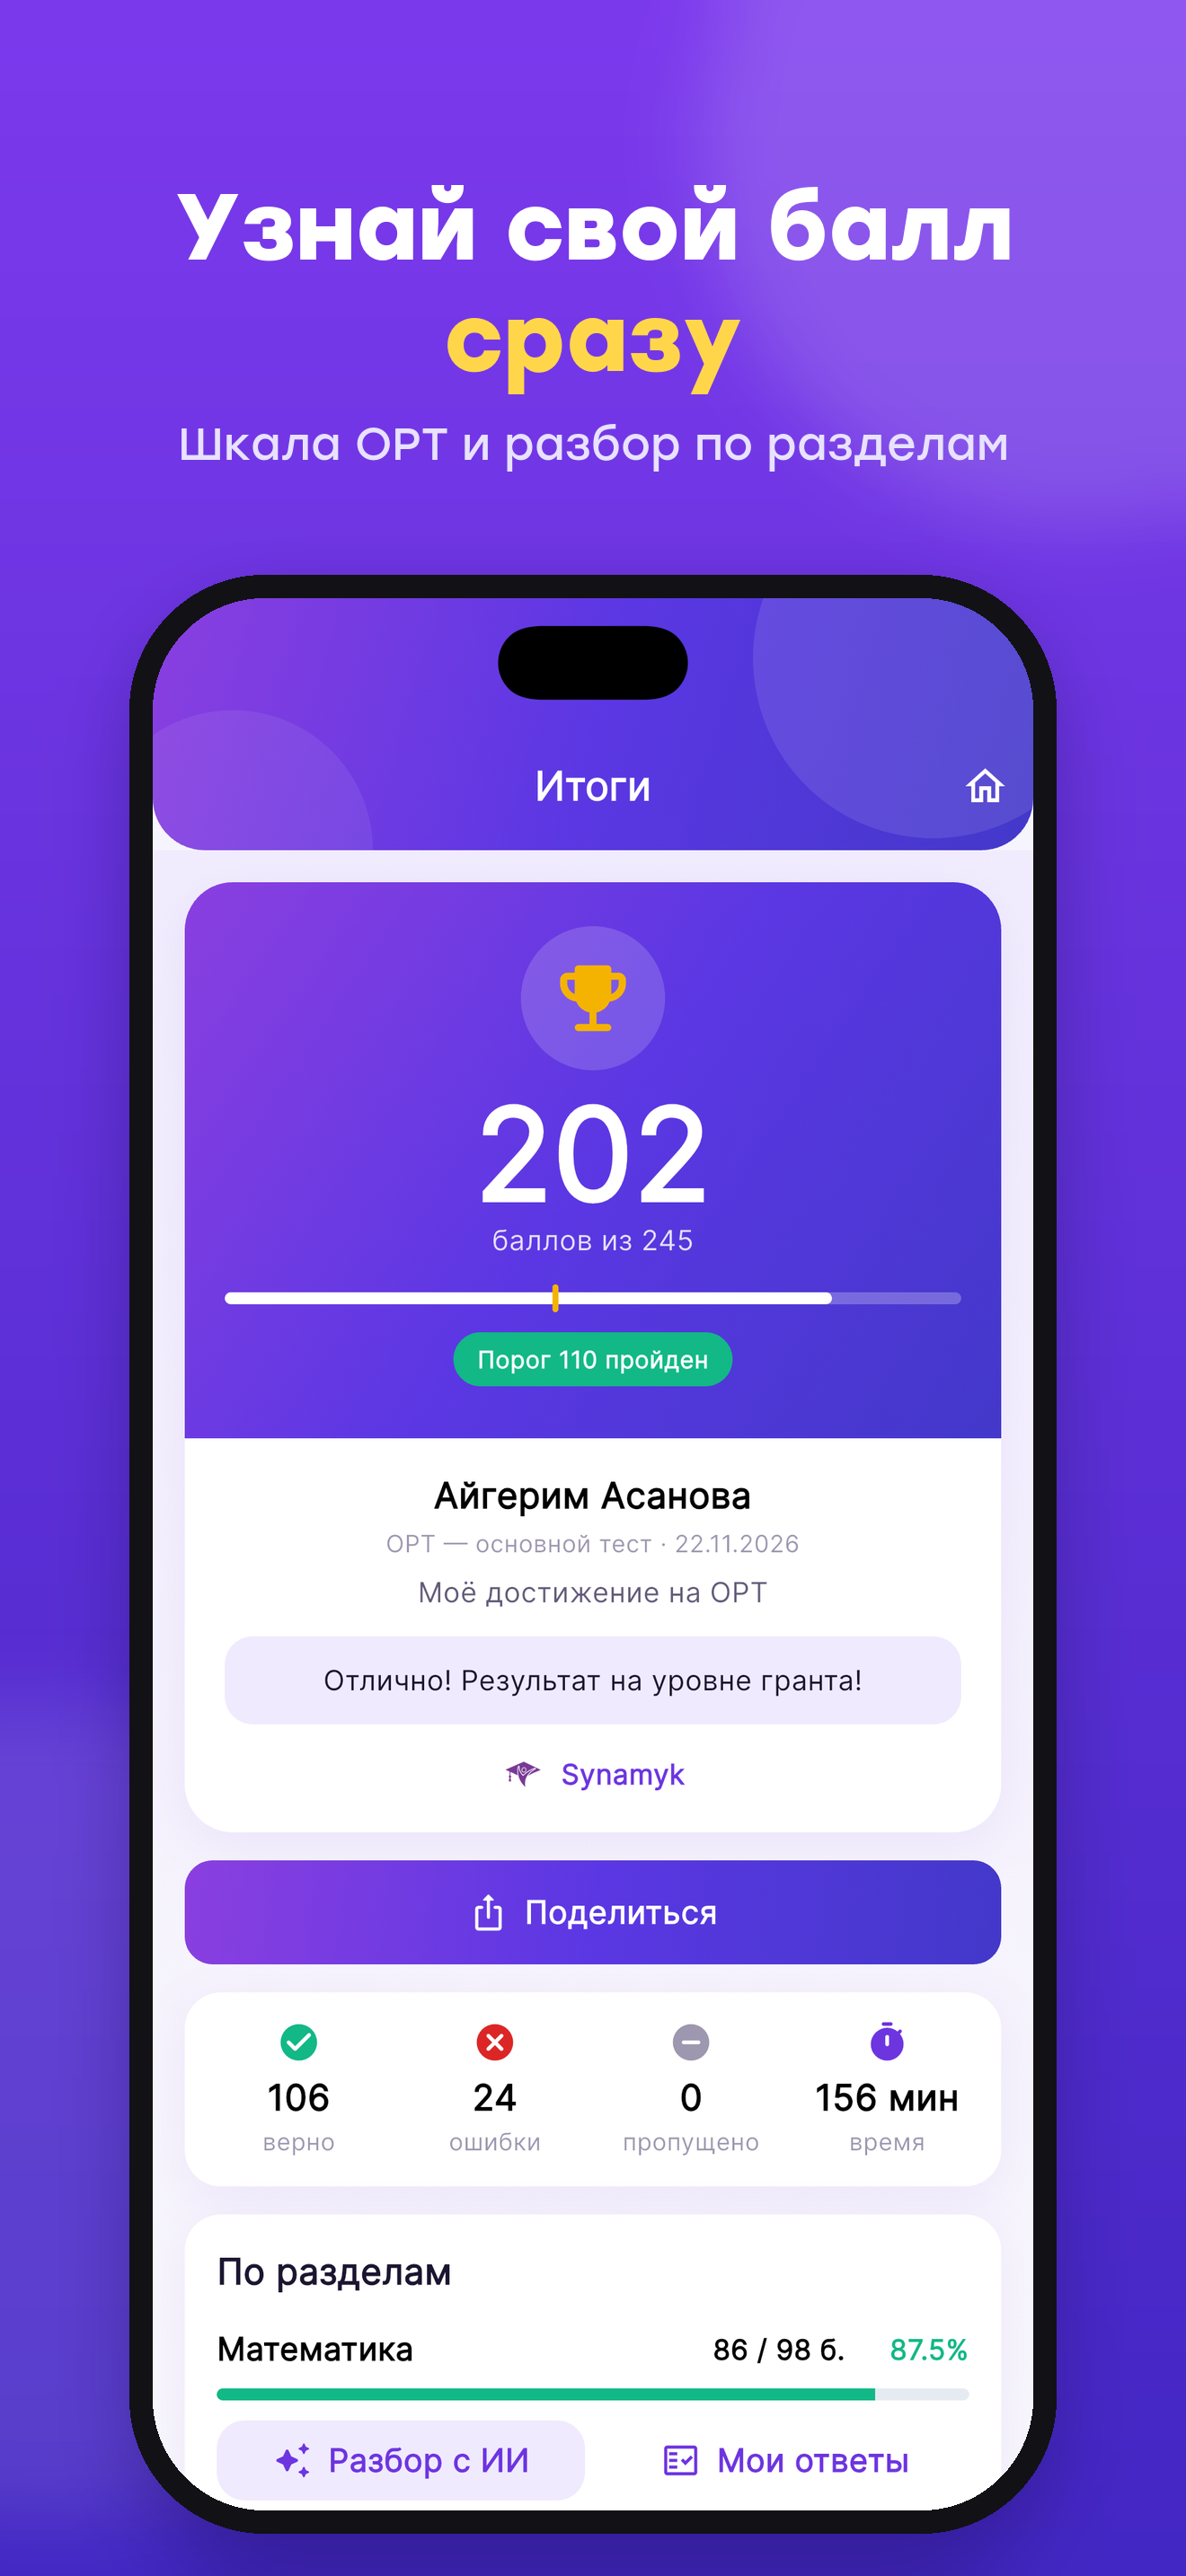 Узнай свой балл
сразу
Шкала ОРТ и разбор по разделам
Итоги
202
баллов из 245
Порог 110 пройден
Айгерим Асанова
ОРТ — основной тест · 22.11.2026
Моё достижение на ОРТ
Отлично! Результат на уровне гранта!
Synamyk
Поделиться
106 24 0 156 мин
верно ошибки пропущено время
По разделам
Математика 86 / 98 б. 87.5%
Разбор с ИИ Мои ответы